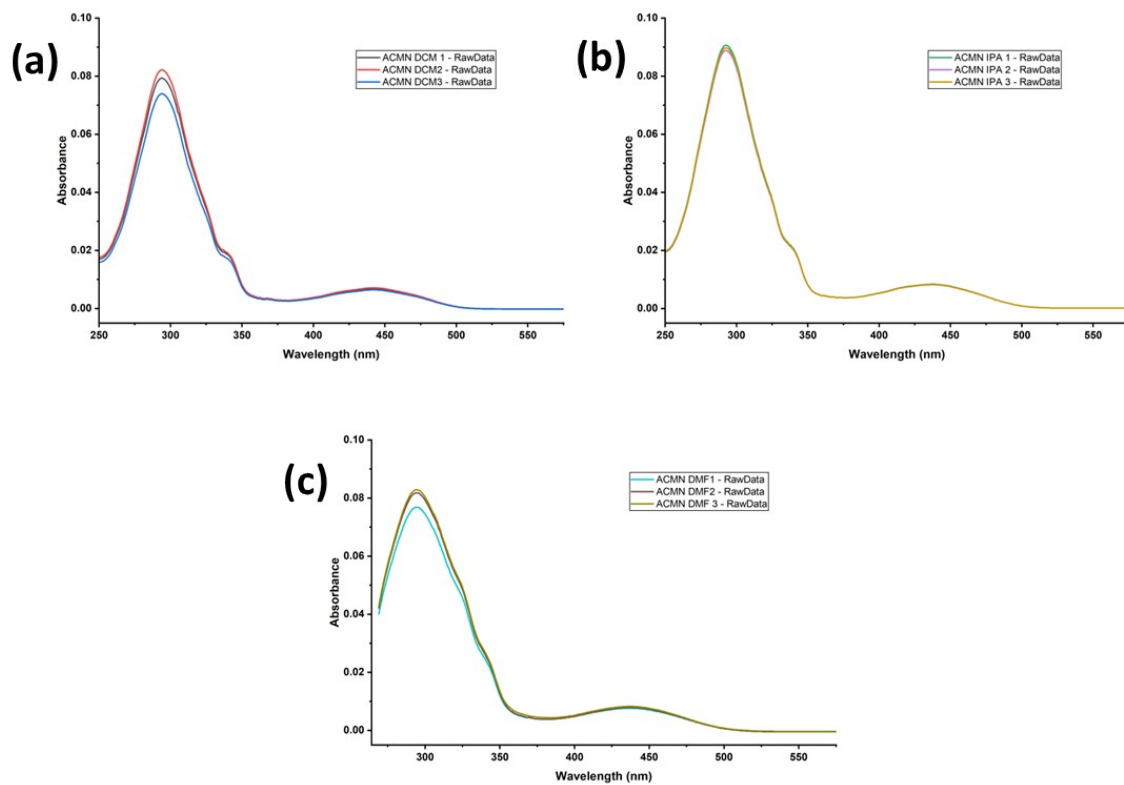 (a)
ACMN DCM 1 - RawData
ACMN DCM2 - RawData
ACMN DCM3 - RawData
0.10
0.08
0.06
0.04
0.02
0.00
Absorbance
250 300 350 400 450 500 550
Wavelength (nm)
(b)
ACMN IPA 1 - RawData
ACMN IPA 2 - RawData
ACMN IPA 3 - RawData
0.10
0.08
0.06
0.04
0.02
0.00
Absorbance
250 300 350 400 450 500 550
Wavelength (nm)
(c)
ACMN DMF1 - RawData
ACMN DMF2 - RawData
ACMN DMF 3 - RawData
0.10
0.08
0.06
0.04
0.02
0.00
Absorbance
300 350 400 450 500 550
Wavelength (nm)